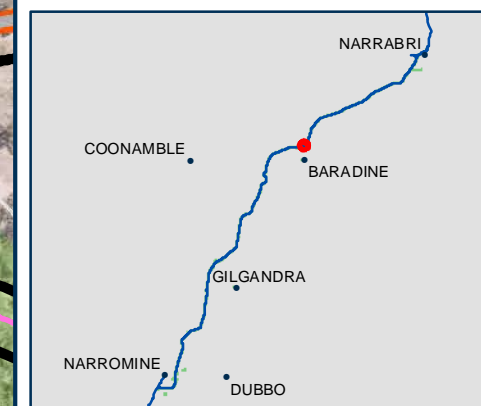 NARRABRI
COONAMBLE
BARADINE
GILGANDRA
NARROMINE
DUBBO